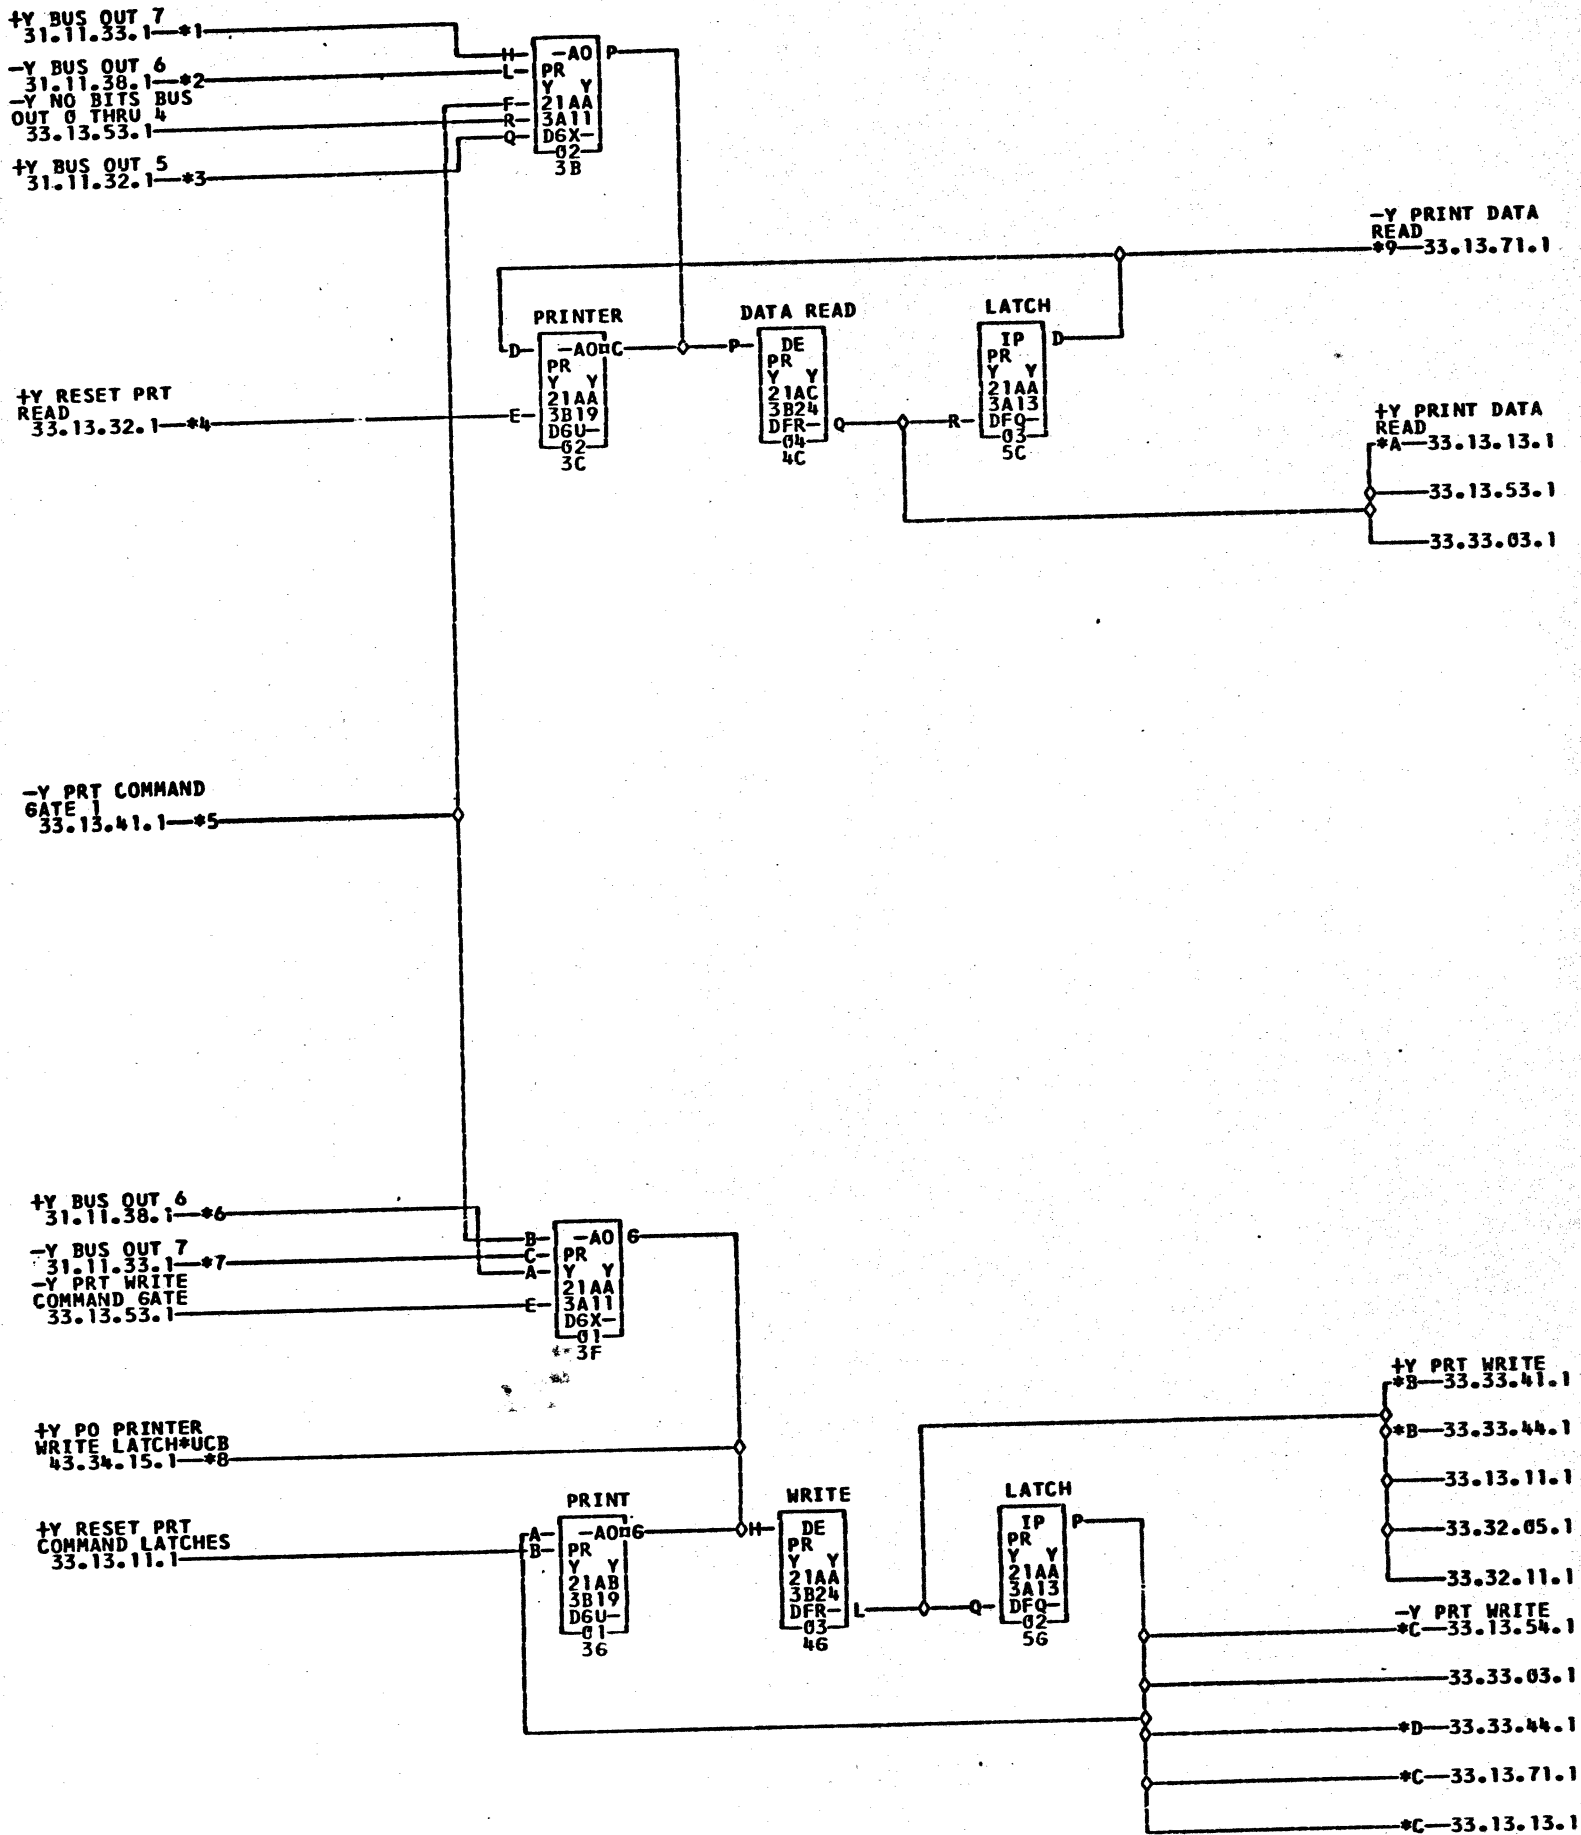 +Y BUS OUT 7
31.11.33.1—*1
-Y BUS OUT 6
31.11.38.1—*2
-Y NO BITS BUS
OUT 0 THRU 4
33.13.53.1
+Y BUS OUT 5
31.11.32.1—*3
H
L
F
R
Q
-AO P
PR
Y Y
21AA
3A11
D6X-
02
3B
-Y PRINT DATA
READ
*9—33.13.71.1
PRINTER
D
E
-AO C
PR
Y Y
21AA
3B19
D6U-
02
3C
DATA READ
P
DE
PR
Y Y
21AC
3B24
DFR- Q
04
4C
LATCH
R
IP D
PR
Y Y
21AA
3A13
DFQ-
03
5C
+Y RESET PRT
READ
33.13.32.1—*4
+Y PRINT DATA
READ
*A—33.13.13.1
33.13.53.1
33.33.03.1
-Y PRT COMMAND
GATE 1
33.13.41.1—*5
+Y BUS OUT 6
31.11.38.1—*6
-Y BUS OUT 7
31.11.33.1—*7
-Y PRT WRITE
COMMAND GATE
33.13.53.1
B
C
A
E
-AO G
PR
Y Y
21AA
3A11
D6X-
01
3F
+Y PO PRINTER
WRITE LATCH*UCB
43.34.15.1—*8
+Y RESET PRT
COMMAND LATCHES
33.13.11.1
PRINT
A
B
-AO G
PR
Y Y
21AB
3B19
D6U-
01
3G
WRITE
H
DE
PR
Y Y
21AA
3B24
DFR- L
03
4G
LATCH
Q
IP P
PR
Y Y
21AA
3A13
DFQ-
02
5G
+Y PRT WRITE
*B—33.33.41.1
*B—33.33.44.1
33.13.11.1
33.32.05.1
33.32.11.1
-Y PRT WRITE
*C—33.13.54.1
33.33.03.1
*D—33.33.44.1
*C—33.13.71.1
*C—33.13.13.1